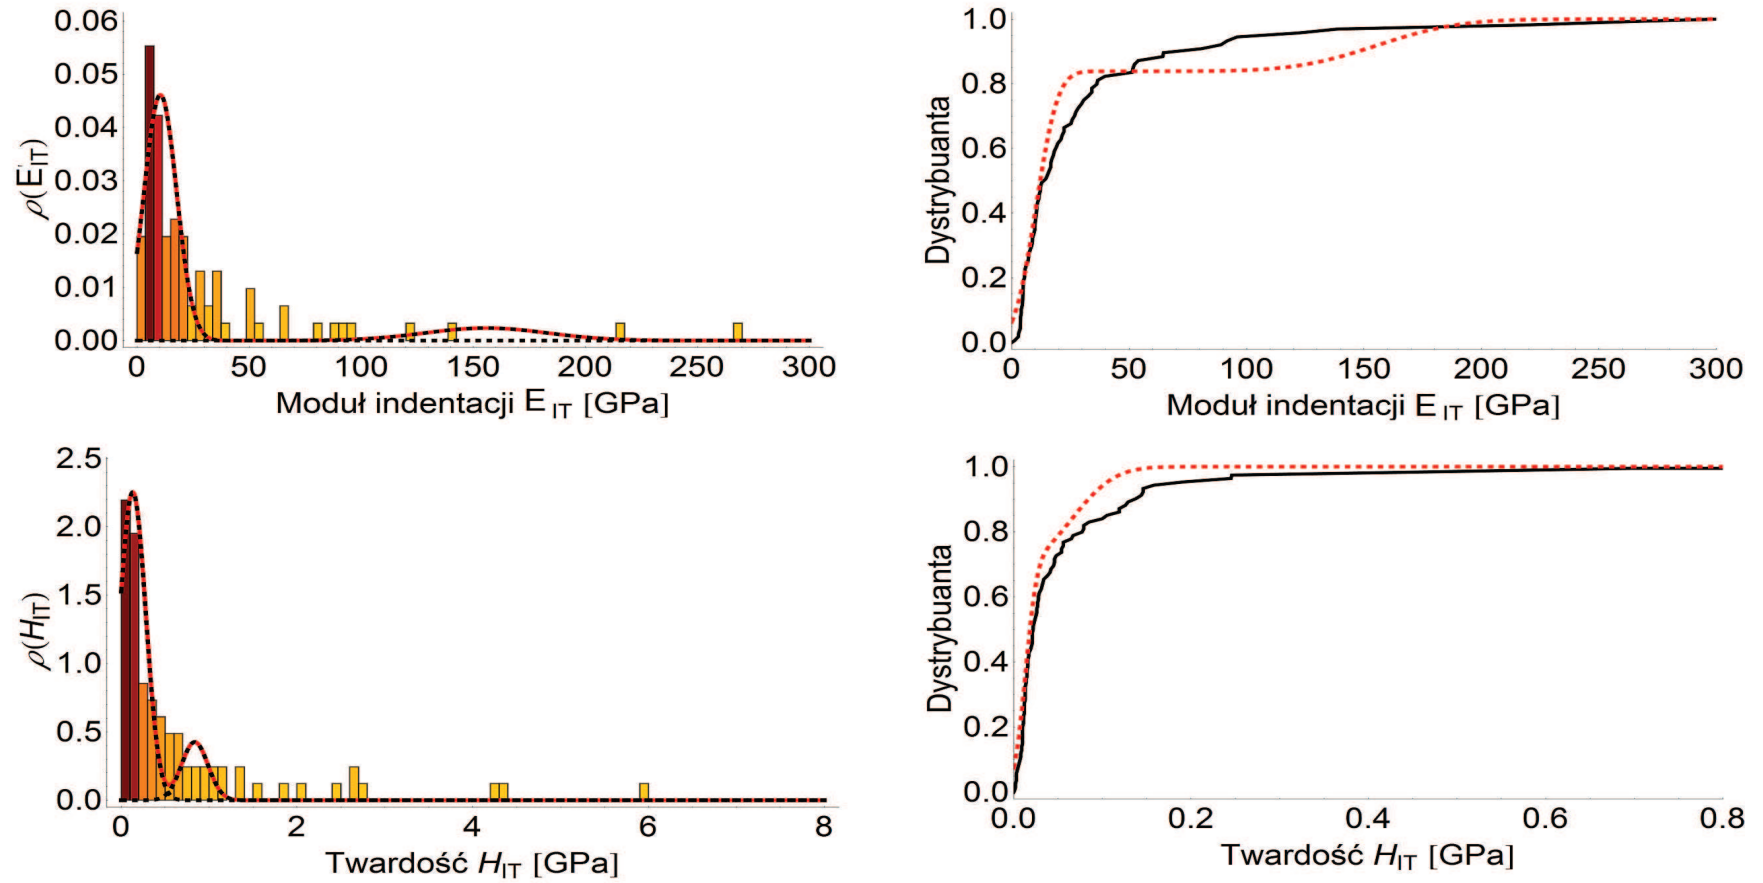 0.06
0.05
0.04
0.03
0.02
0.01
0.00
ρ(E_IT)
0 50 100 150 200 250 300
Moduł indentacji E_IT [GPa]
1.0
0.8
0.6
0.4
0.2
0.0
Dystrybuanta
0 50 100 150 200 250 300
Moduł indentacji E_IT [GPa]
2.5
2.0
1.5
1.0
0.5
0.0
ρ(H_IT)
0 2 4 6 8
Twardość H_IT [GPa]
1.0
0.8
0.6
0.4
0.2
0.0
Dystrybuanta
0.0 0.2 0.4 0.6 0.8
Twardość H_IT [GPa]